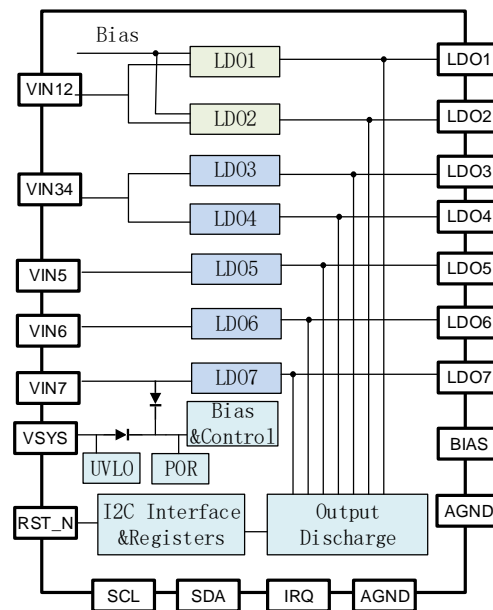 Bias
LDO1
LDO1
VIN12
LDO2
LDO2
LDO3
LDO3
VIN34
LDO4
LDO4
VIN5
LDO5
LDO5
VIN6
LDO6
LDO6
VIN7
LDO7
LDO7
Bias
&Control
VSYS
BIAS
UVLO
POR
RST_N
I2C Interface
&Registers
Output
Discharge
AGND
SCL
SDA
IRQ
AGND